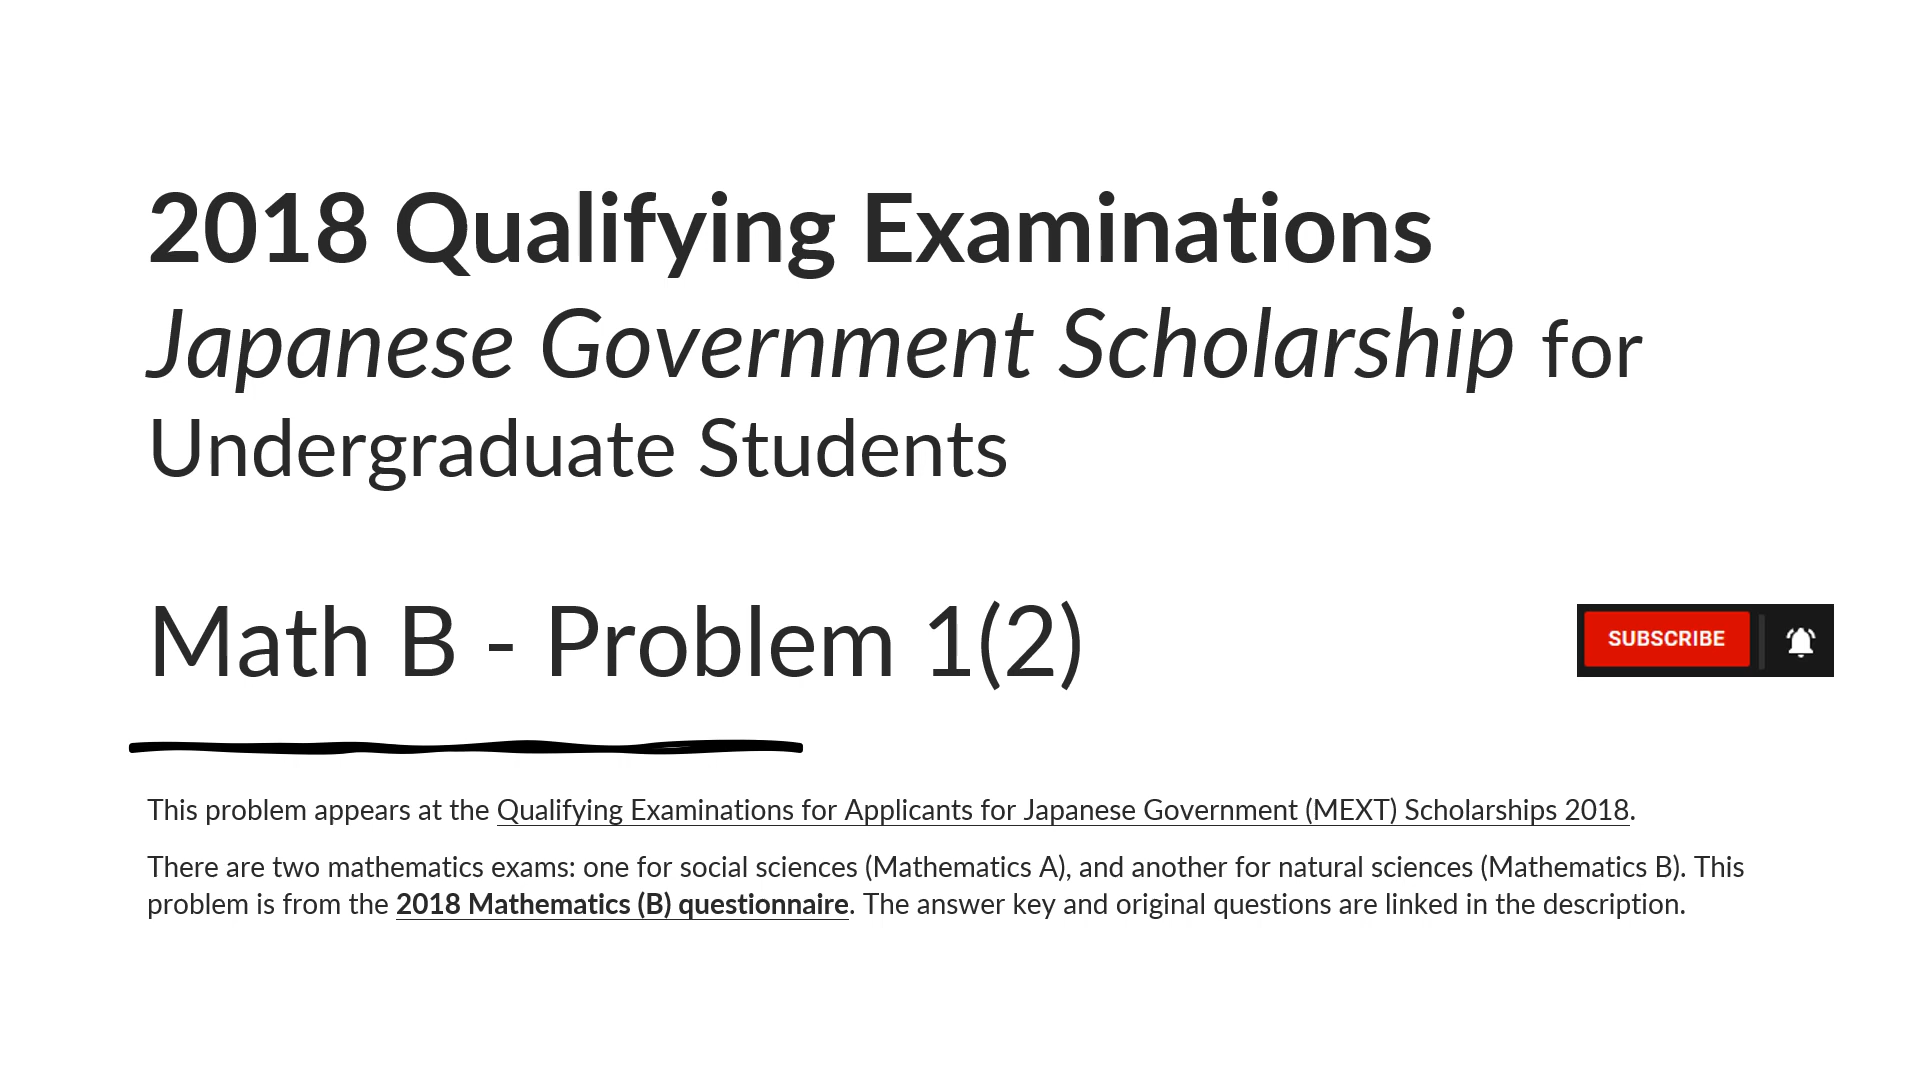 2018 Qualifying Examinations
Japanese Government Scholarship for
Undergraduate Students
Math B - Problem 1(2)
SUBSCRIBE
This problem appears at the Qualifying Examinations for Applicants for Japanese Government (MEXT) Scholarships 2018.
There are two mathematics exams: one for social sciences (Mathematics A), and another for natural sciences (Mathematics B). This
problem is from the 2018 Mathematics (B) questionnaire. The answer key and original questions are linked in the description.